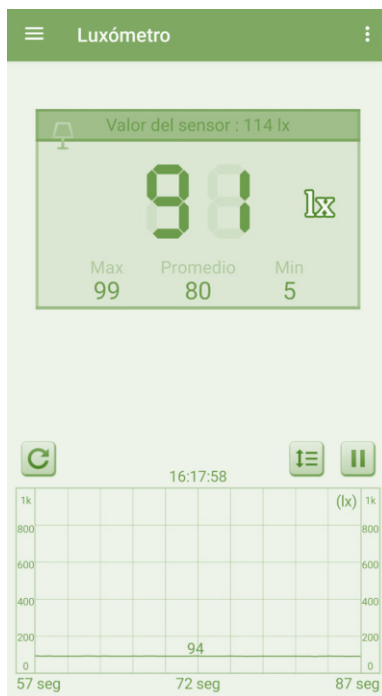 Luxómetro
Valor del sensor : 114 lx
91 lx
Max Promedio Min
99 80 5
16:17:58
1k (lx) 1k
800 800
600 600
400 400
200 200
94
0 0
57 seg 72 seg 87 seg